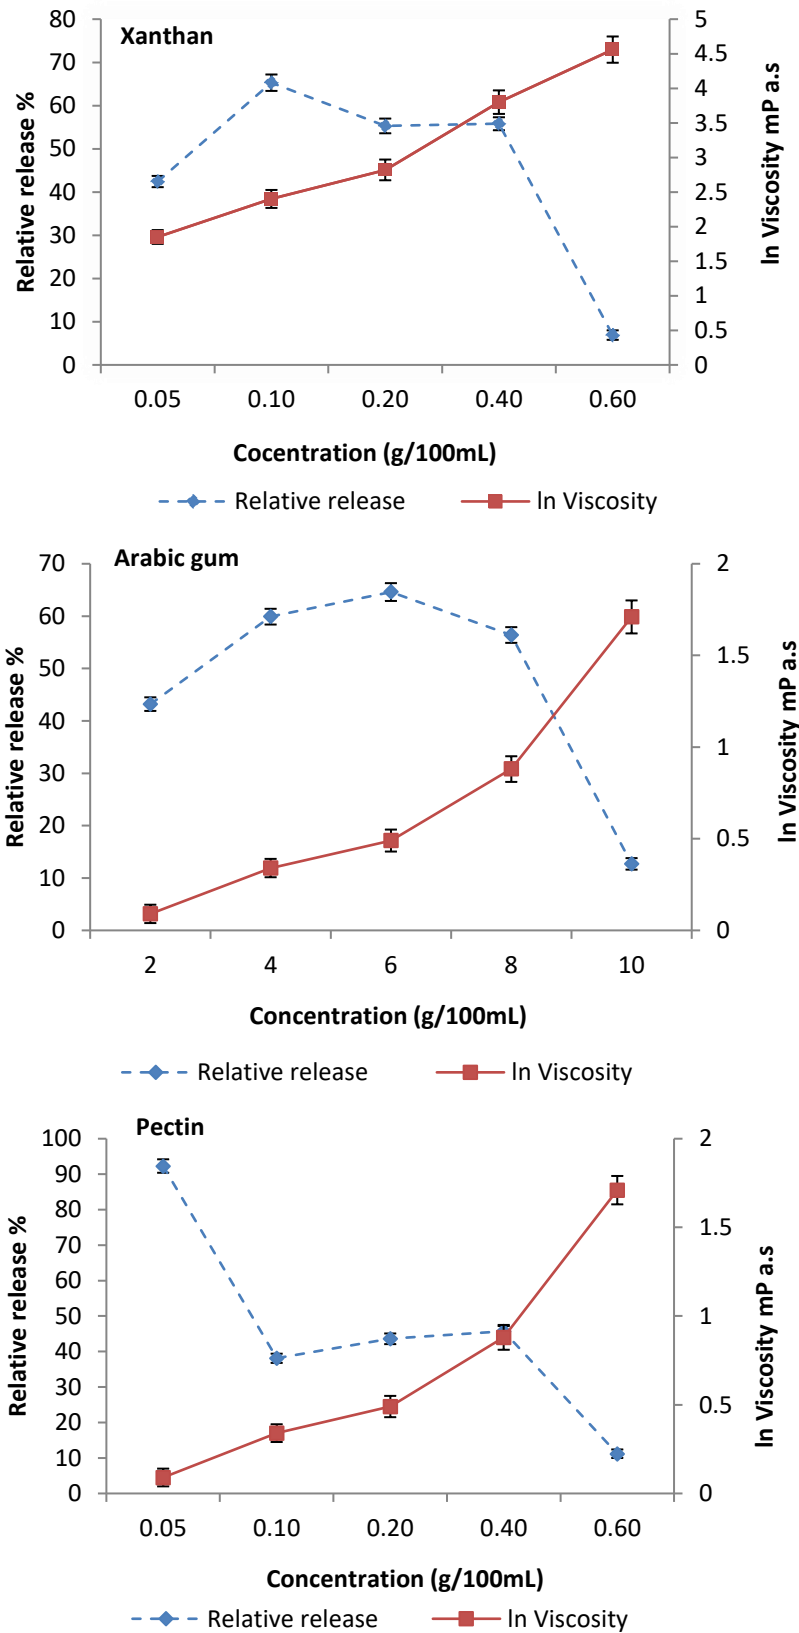 Xanthan
Relative release %
80
70
60
50
40
30
20
10
0
5
4.5
4
3.5
3
2.5
2
1.5
1
0.5
0
ln Viscosity mP a.s
0.05 0.10 0.20 0.40 0.60
Cocentration (g/100mL)
Relative release ln Viscosity
Arabic gum
Relative release %
70
60
50
40
30
20
10
0
2
1.5
1
0.5
0
ln Viscosity mP a.s
2 4 6 8 10
Concentration (g/100mL)
Relative release ln Viscosity
Pectin
Relative release %
100
90
80
70
60
50
40
30
20
10
0
2
1.5
1
0.5
0
ln Viscosity mP a.s
0.05 0.10 0.20 0.40 0.60
Concentration (g/100mL)
Relative release ln Viscosity